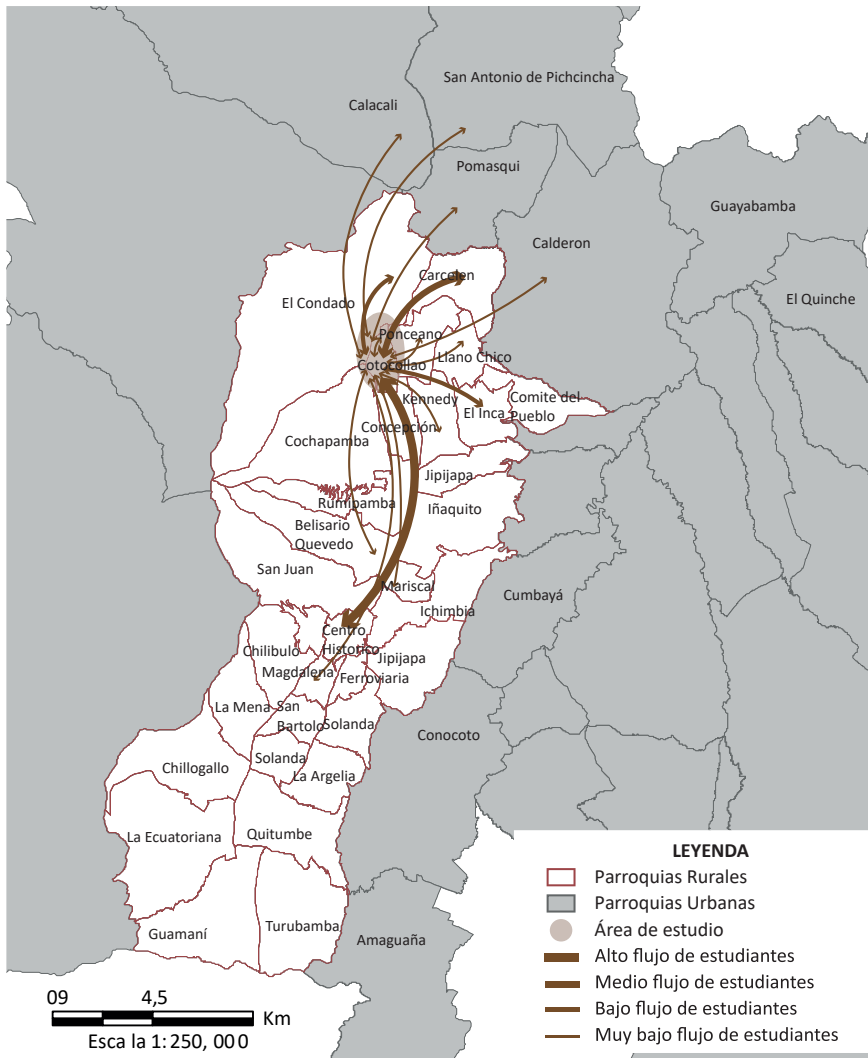 San Antonio de Pichcincha
Calacali
Pomasqui
Guayabamba
Calderon
Carcelen
El Quinche
El Condado
Ponceano
Llano Chico
Cotocollao
Kennedy
Comite del
Pueblo
El Inca
Concepción
Cochapamba
Jipijapa
Rumipamba
Iñaquito
Belisario
Quevedo
San Juan
Mariscal
Cumbayá
Ichimbia
Centro
Historico
Chilibulo
Jipijapa
Magdalena
Ferroviaria
La Mena
San
Bartolo
Solanda
Conocoto
Solanda
Chillogallo
La Argelia
La Ecuatoriana
Quitumbe
Guamaní
Turubamba
Amaguaña
LEYENDA
Parroquias Rurales
Parroquias Urbanas
Área de estudio
Alto flujo de estudiantes
Medio flujo de estudiantes
Bajo flujo de estudiantes
Muy bajo flujo de estudiantes
09 4,5
Km
Esca la 1:250, 000